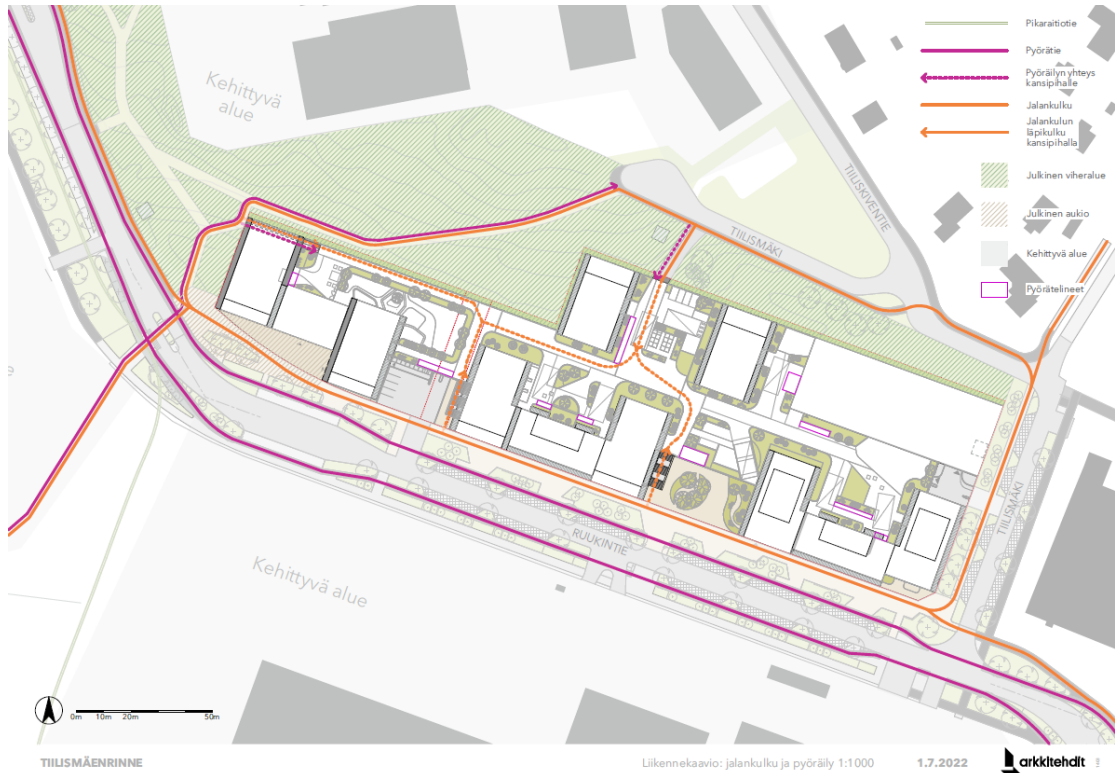 Pikaraitiotie
Pyörätie
Pyöräilyn yhteys
kansipihalle
Jalankulku
Jalankulun
läpikulku
kansipihalla
Julkinen viheralue
Julkinen aukio
Kehittyvä alue
Pyörätelineet
Kehittyvä
alue
TIILISKIVENTIE
TIILISMÄKI
TIILISMÄKI
RUUKINTIE
Kehittyvä alue
0m 10m 20m 50m
TIILISMÄENRINNE
Liikennekaavio: jalankulku ja pyöräily 1:1000
1.7.2022
arkkitehdit